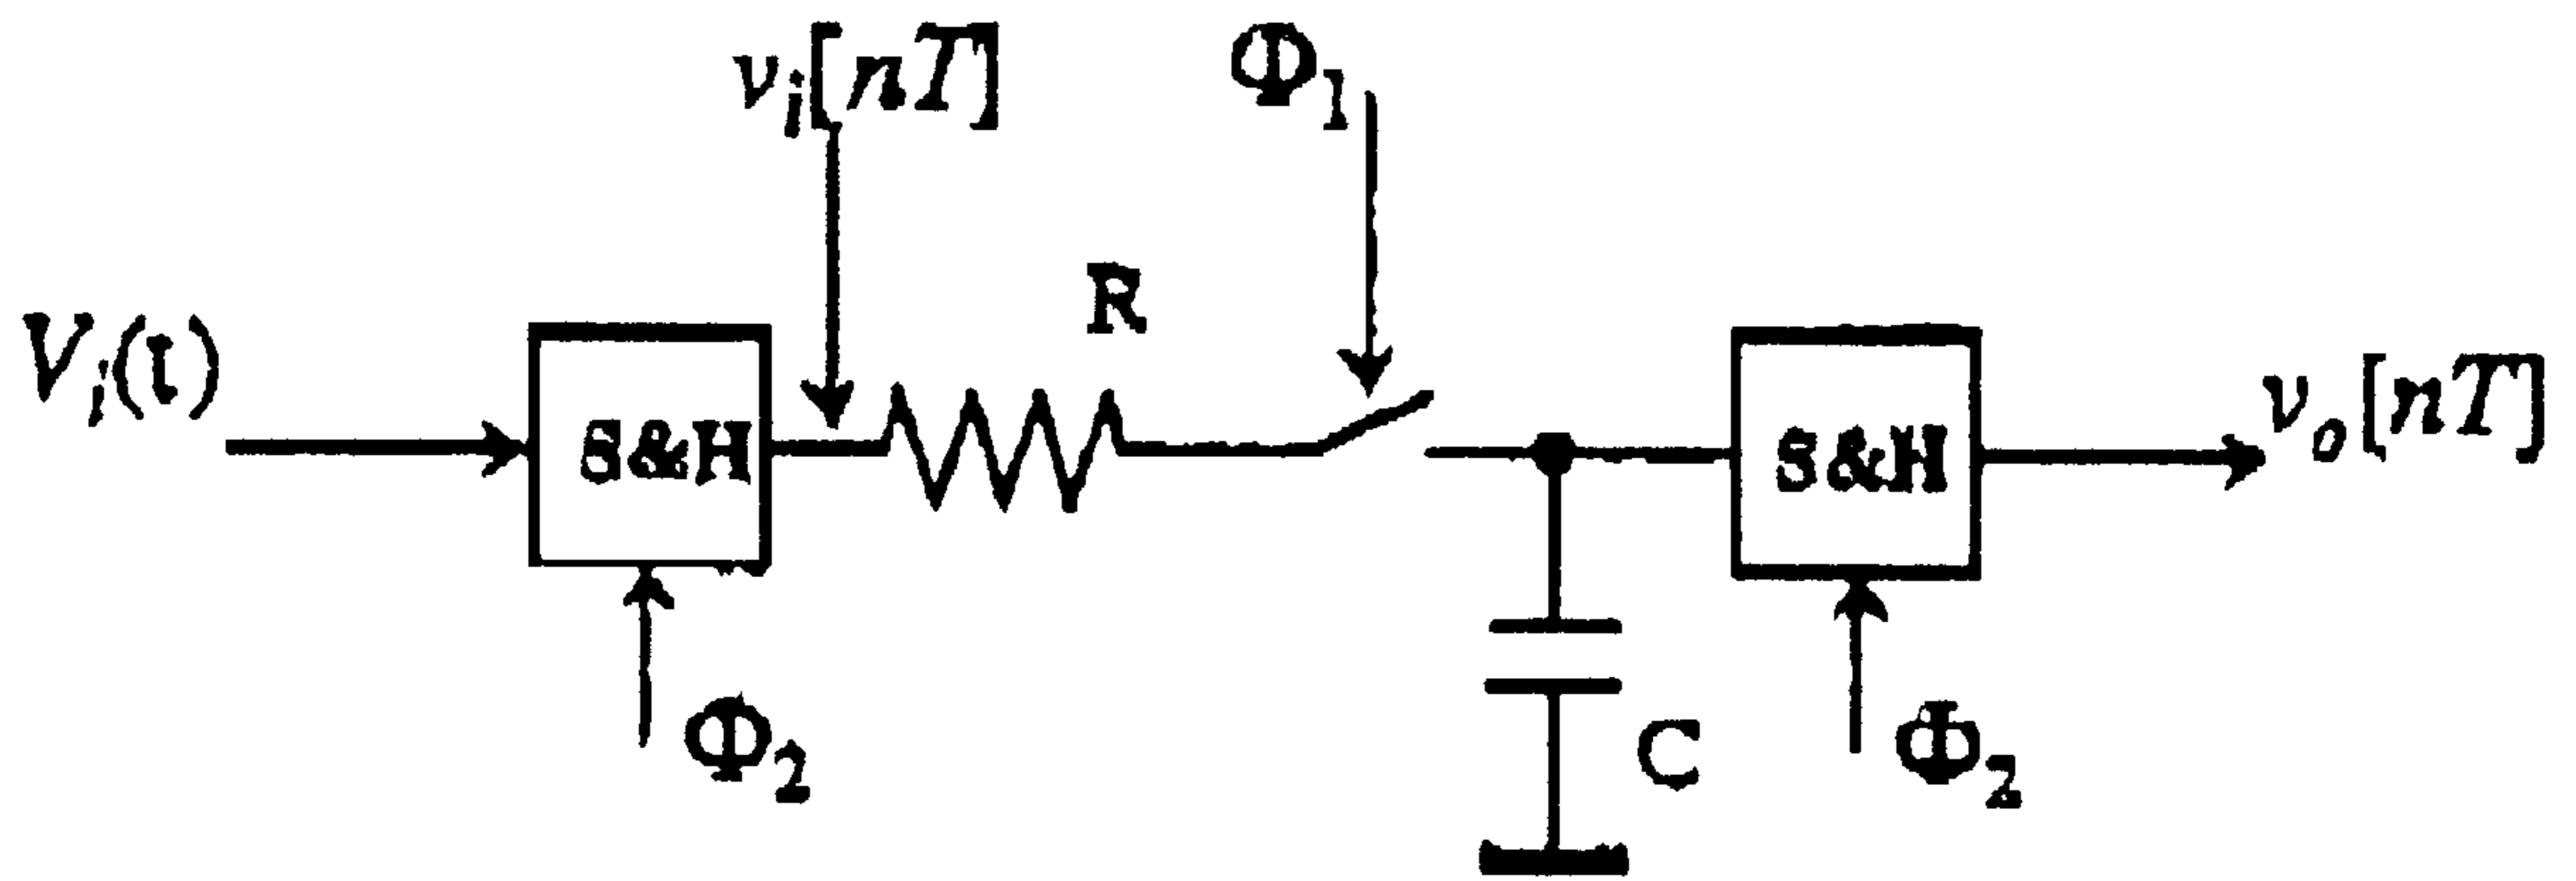 v_i[nT]
Φ_1
R
V_i(t)
S&H
S&H
v_o[nT]
Φ_2
C
Φ_2